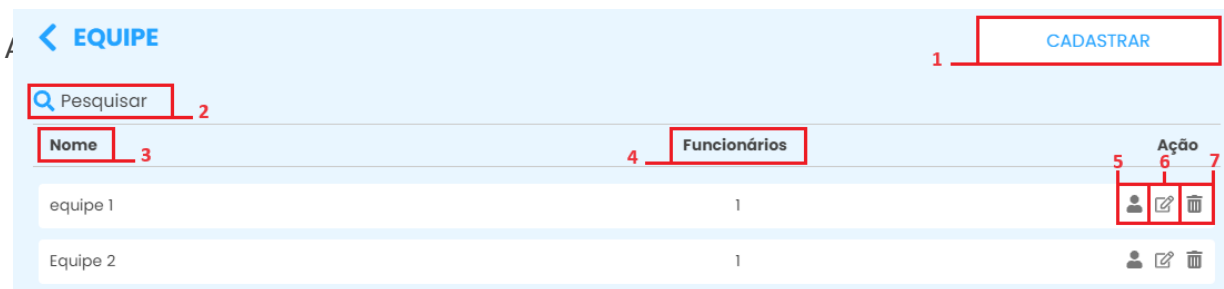 EQUIPE
CADASTRAR
1
Pesquisar
2
Nome 3 4 Funcionários Ação
5 6 7
equipe 1 1
Equipe 2 1